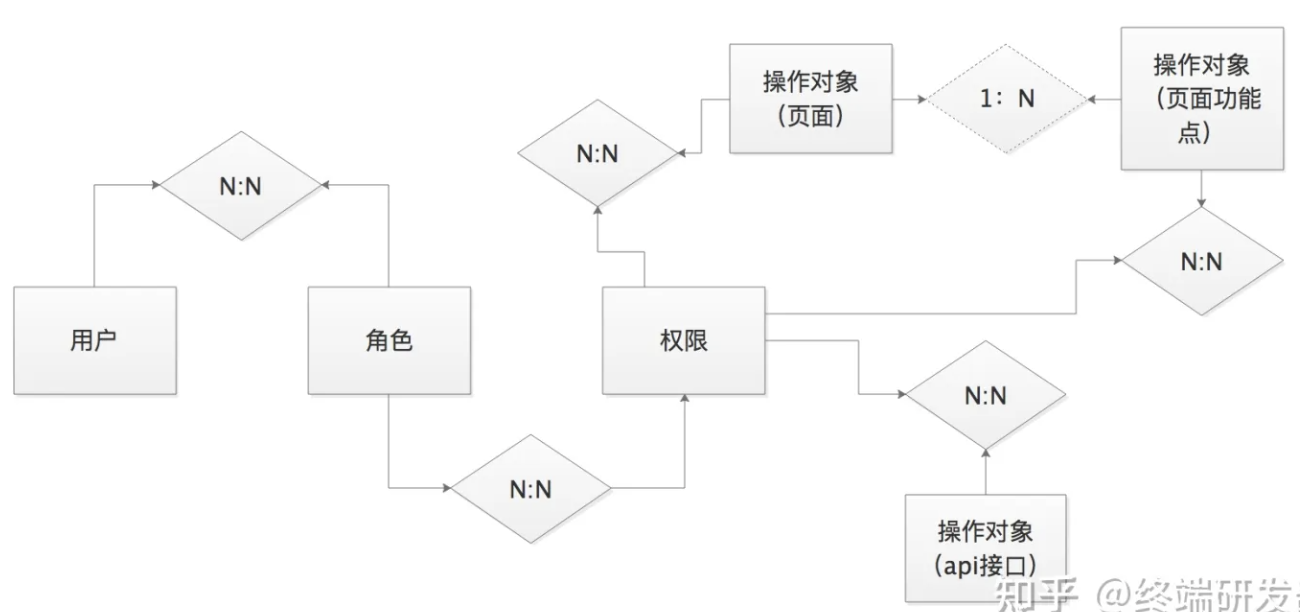 操作对象
（页面）
1：N
操作对象
（页面功能
点）
N:N
N:N
N:N
用户
角色
权限
N:N
N:N
操作对象
（api接口）
知乎 @终端研发